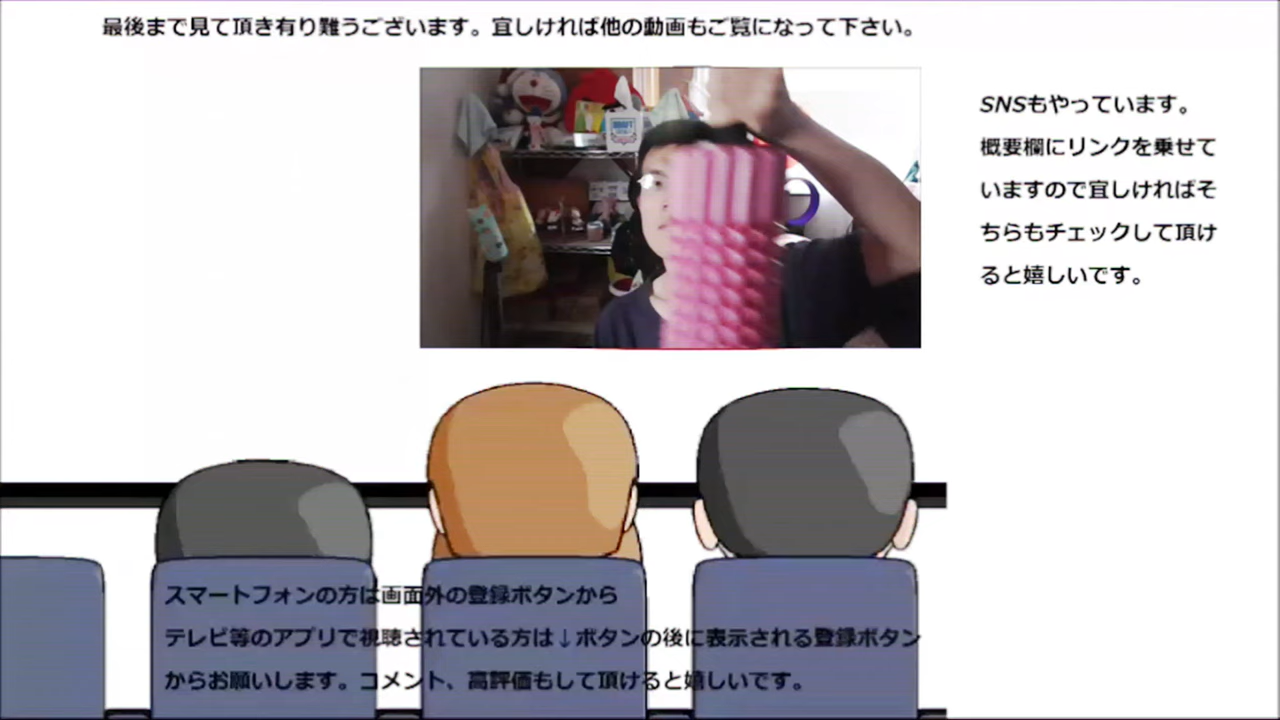 最後まで見て頂き有り難うございます。宜しければ他の動画もご覧になって下さい。
SNSもやっています。
概要欄にリンクを乗せて
いますので宜しければそ
ちらもチェックして頂け
ると嬉しいです。
スマートフォンの方は画面外の登録ボタンから
テレビ等のアプリで視聴されている方は↓ボタンの後に表示される登録ボタン
からお願いします。コメント、高評価もして頂けると嬉しいです。